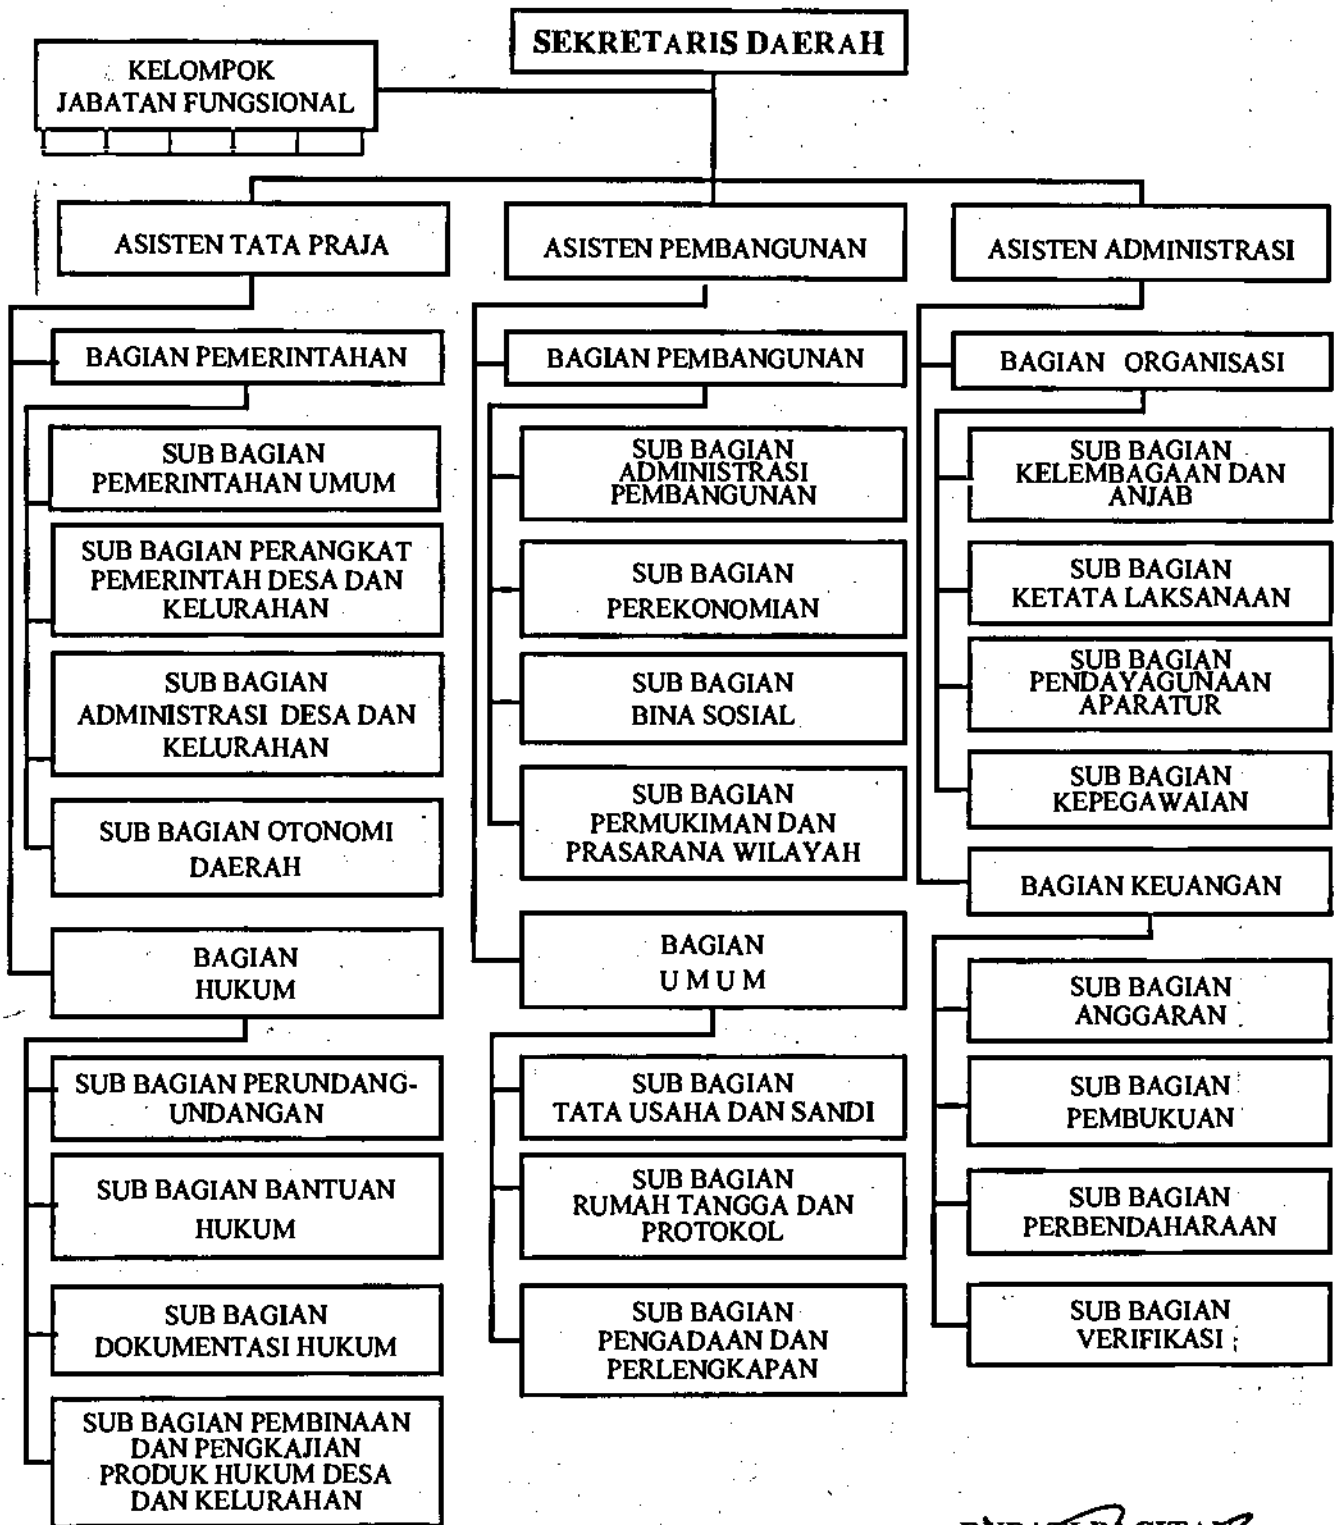 SEKRETARIS DAERAH
KELOMPOK
JABATAN FUNGSIONAL
ASISTEN TATA PRAJA
ASISTEN PEMBANGUNAN
ASISTEN ADMINISTRASI
BAGIAN PEMERINTAHAN
SUB BAGIAN
PEMERINTAHAN UMUM
SUB BAGIAN PERANGKAT
PEMERINTAH DESA DAN
KELURAHAN
SUB BAGIAN
ADMINISTRASI DESA DAN
KELURAHAN
SUB BAGIAN OTONOMI
DAERAH
BAGIAN
HUKUM
SUB BAGIAN PERUNDANG-
UNDANGAN
SUB BAGIAN BANTUAN
HUKUM
SUB BAGIAN
DOKUMENTASI HUKUM
SUB BAGIAN PEMBINAAN
DAN PENGKAJIAN
PRODUK HUKUM DESA
DAN KELURAHAN
BAGIAN PEMBANGUNAN
SUB BAGIAN
ADMINISTRASI
PEMBANGUNAN
SUB BAGIAN
PEREKONOMIAN
SUB BAGIAN
BINA SOSIAL
SUB BAGIAN
PERMUKIMAN DAN
PRASARANA WILAYAH
BAGIAN
U M U M
SUB BAGIAN
TATA USAHA DAN SANDI
SUB BAGIAN
RUMAH TANGGA DAN
PROTOKOL
SUB BAGIAN
PENGADAAN DAN
PERLENGKAPAN
BAGIAN ORGANISASI
SUB BAGIAN
KELEMBAGAAN DAN
ANJAB
SUB BAGIAN
KETATA LAKSANAAN
SUB BAGIAN
PENDAYAGUNAAN
APARATUR
SUB BAGIAN
KEPEGAWAIAN
BAGIAN KEUANGAN
SUB BAGIAN
ANGGARAN
SUB BAGIAN
PEMBUKUAN
SUB BAGIAN
PERBENDAHARAAN
SUB BAGIAN
VERIFIKASI